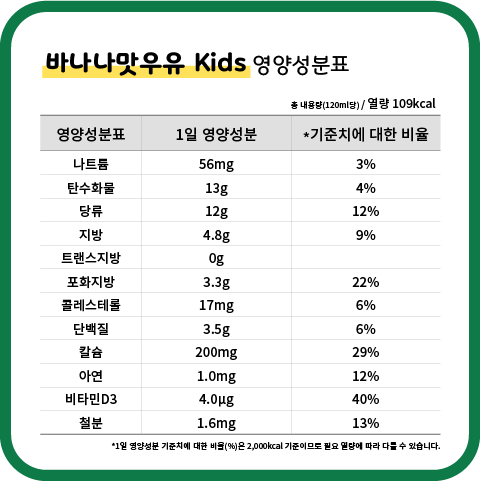 바나나맛우유 Kids 영양성분표
총 내용량(120ml당) / 열량 109kcal
영양성분표 1일 영양성분 *기준치에 대한 비율
나트륨 56mg 3%
탄수화물 13g 4%
당류 12g 12%
지방 4.8g 9%
트랜스지방 0g
포화지방 3.3g 22%
콜레스테롤 17mg 6%
단백질 3.5g 6%
칼슘 200mg 29%
아연 1.0mg 12%
비타민D3 4.0μg 40%
철분 1.6mg 13%
*1일 영양성분 기준치에 대한 비율(%)은 2,000kcal 기준이므로 필요 열량에 따라 다를 수 있습니다.